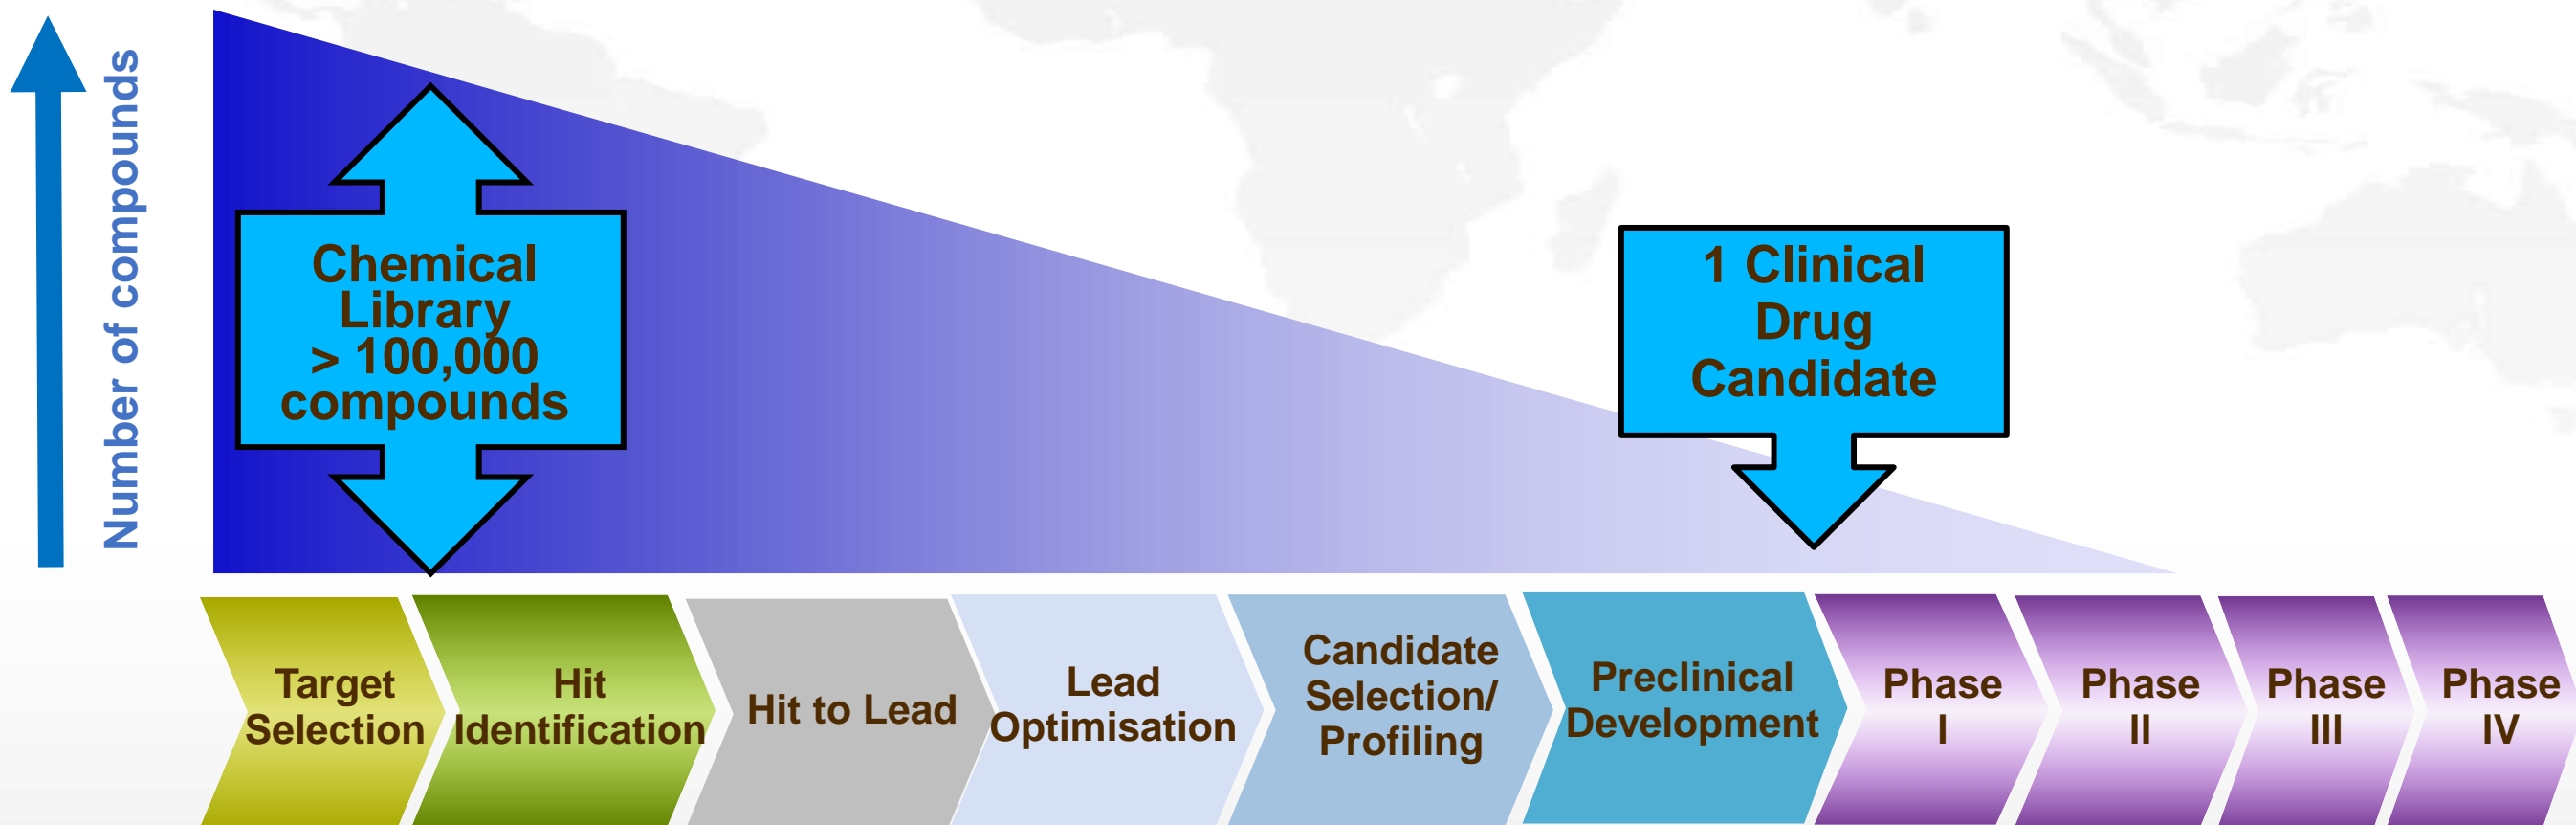 Number of compounds
Chemical
Library
> 100,000
compounds
1 Clinical
Drug
Candidate
Target
Selection
Hit
Identification
Hit to Lead
Lead
Optimisation
Candidate
Selection/
Profiling
Preclinical
Development
Phase
I
Phase
II
Phase
III
Phase
IV